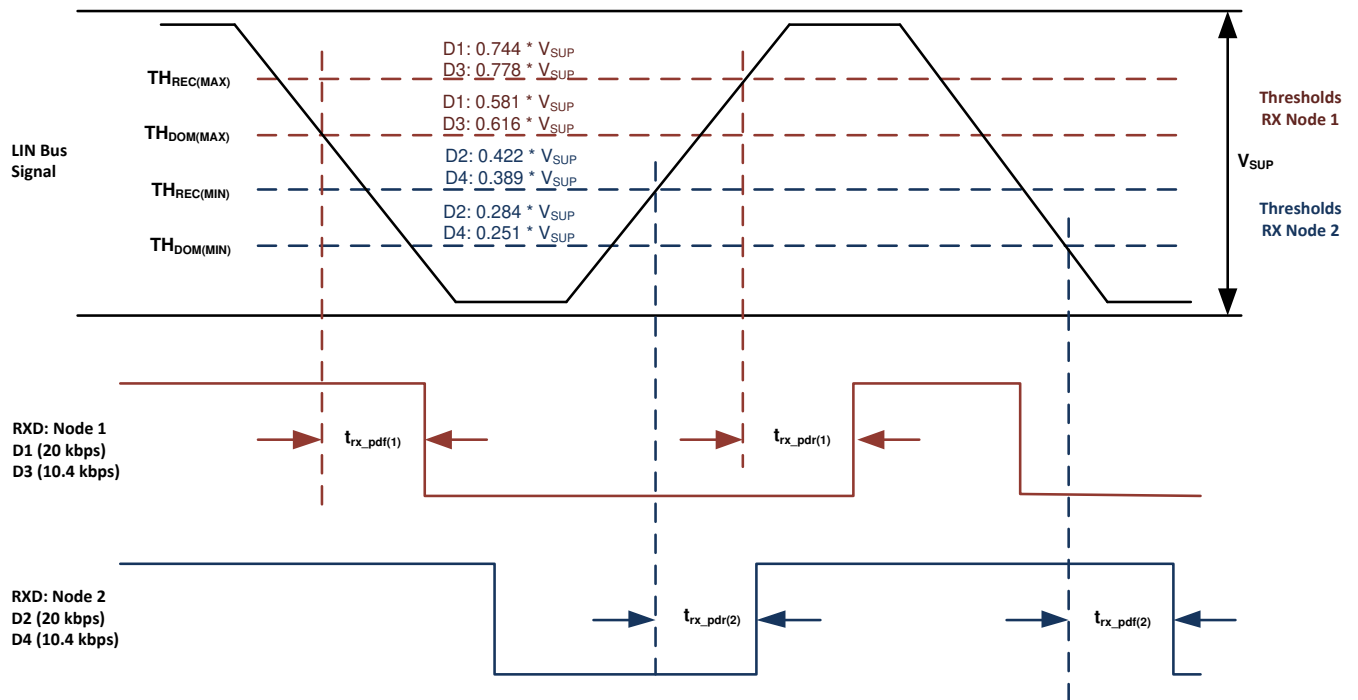 D1: 0.744 * VSUP
THREC(MAX)
D3: 0.778 * VSUP
D1: 0.581 * VSUP
Thresholds
RX Node 1
THDOM(MAX)
D3: 0.616 * VSUP
LIN Bus
Signal
D2: 0.422 * VSUP
VSUP
THREC(MIN)
D4: 0.389 * VSUP
D2: 0.284 * VSUP
Thresholds
RX Node 2
THDOM(MIN)
D4: 0.251 * VSUP
RXD: Node 1
D1 (20 kbps)
D3 (10.4 kbps)
trx_pdf(1)
trx_pdr(1)
RXD: Node 2
D2 (20 kbps)
D4 (10.4 kbps)
trx_pdr(2)
trx_pdf(2)